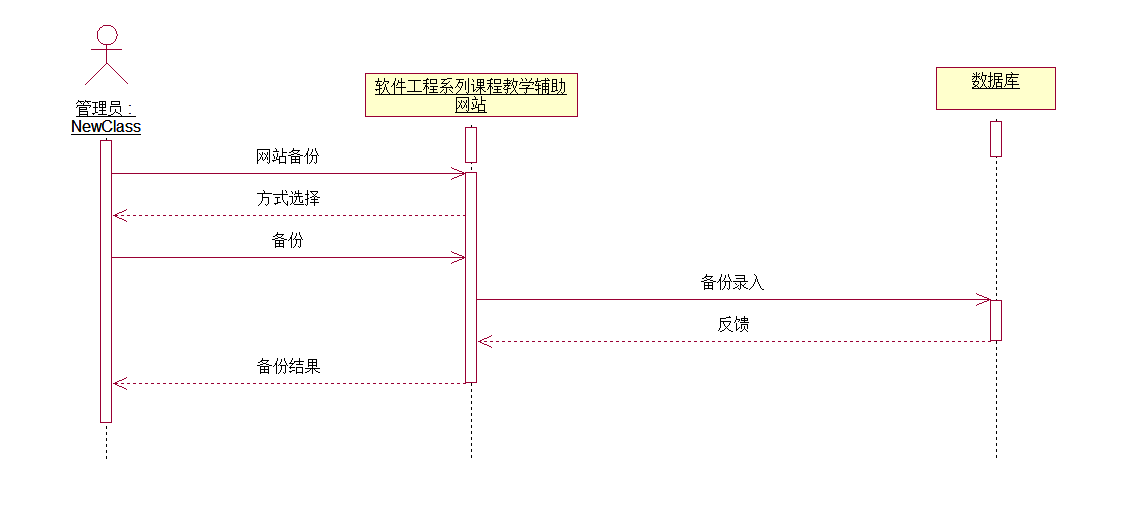 管理员 :
NewClass
软件工程系列课程教学辅助
网站
数据库
网站备份
方式选择
备份
备份录入
反馈
备份结果